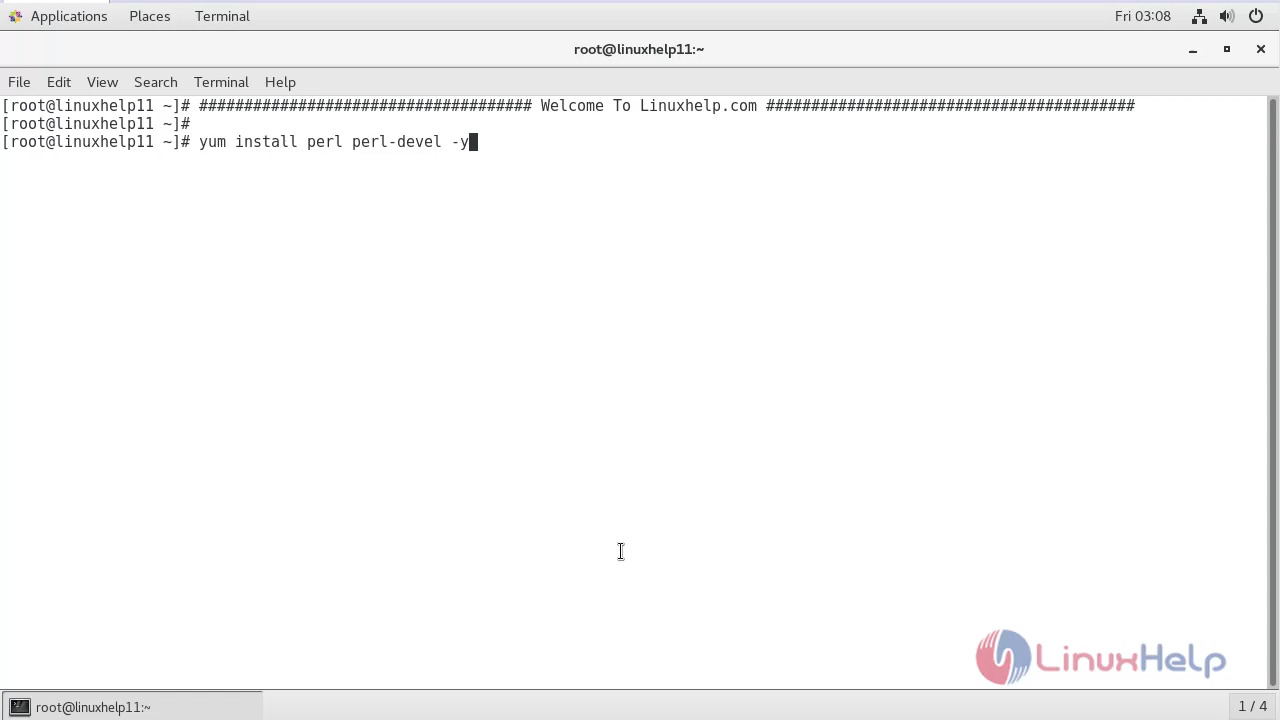 Applications Places Terminal Fri 03:08
root@linuxhelp11:~
File Edit View Search Terminal Help
[root@linuxhelp11 ~]# ##################################### Welcome To Linuxhelp.com #########################################
[root@linuxhelp11 ~]#
[root@linuxhelp11 ~]# yum install perl perl-devel -y
LinuxHelp
root@linuxhelp11:~ 1 / 4